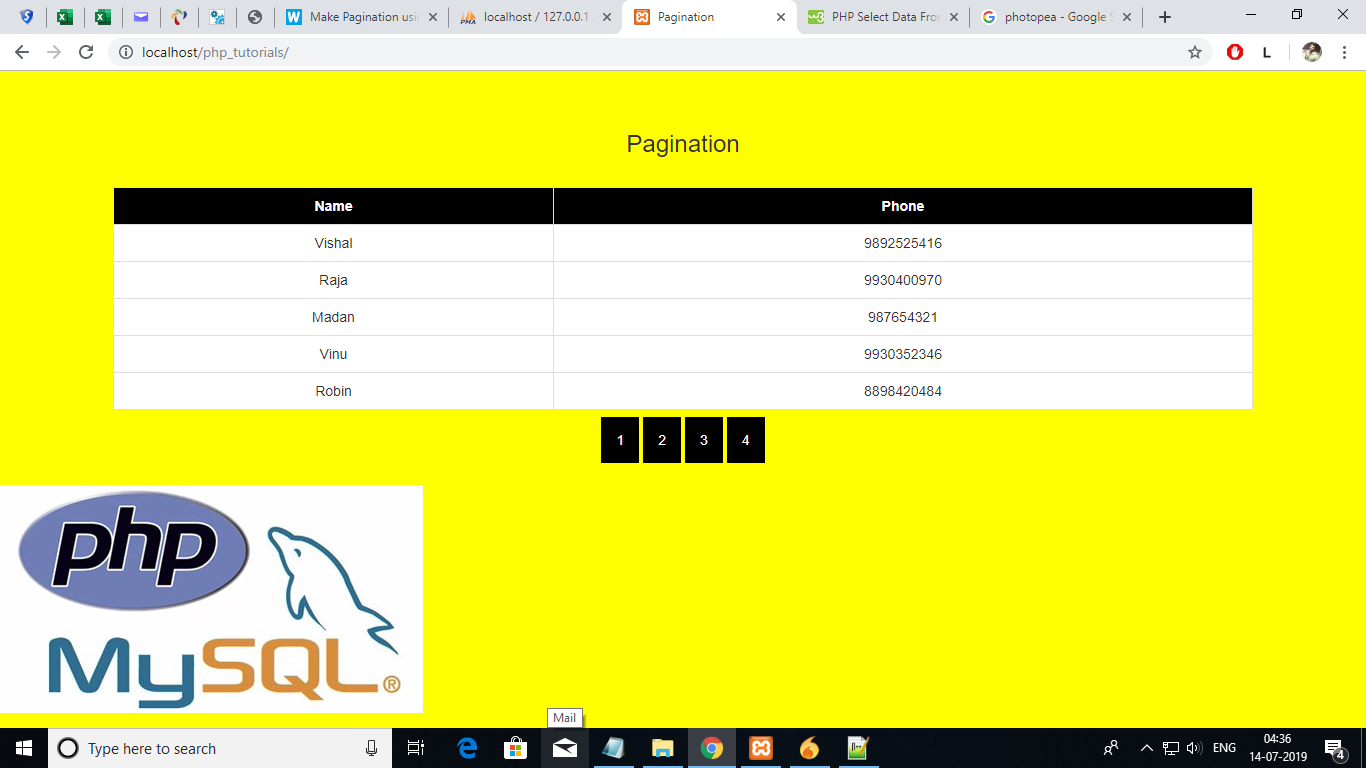 Make Pagination usin
localhost / 127.0.0.1
Pagination
PHP Select Data Fro
photopea - Google S
localhost/php_tutorials/
L
Pagination
Name Phone
Vishal 9892525416
Raja 9930400970
Madan 987654321
Vinu 9930352346
Robin 8898420484
1 2 3 4
php
MySQL®
Mail
Type here to search
ENG
04:36
14-07-2019
4